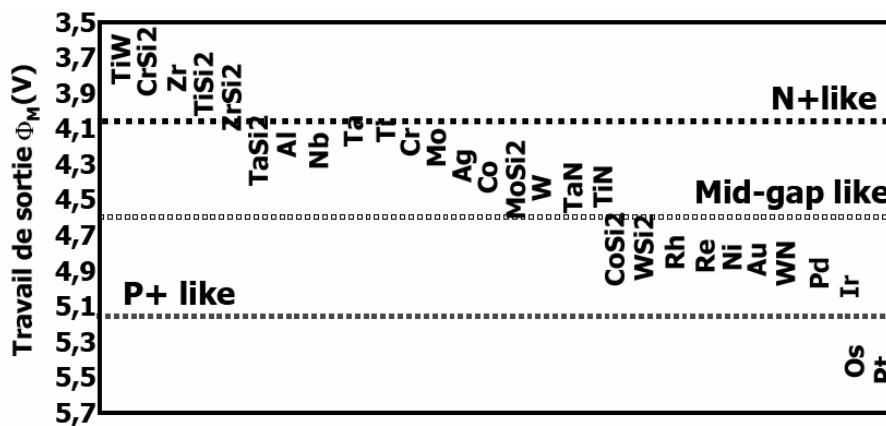 Travail de sortie ΦM(V)
3,5
3,7
3,9
4,1
4,3
4,5
4,7
4,9
5,1
5,3
5,5
5,7
TiW
CrSi2
Zr
TiSi2
ZrSi2
TaSi2
Al
Nb
Ta
Ti
Cr
Mo
Ag
Co
MoSi2
W
TaN
TiN
CoSi2
WSi2
Rh
Re
Ni
Au
WN
Pd
Ir
Os
Pt
N+like
Mid-gap like
P+ like